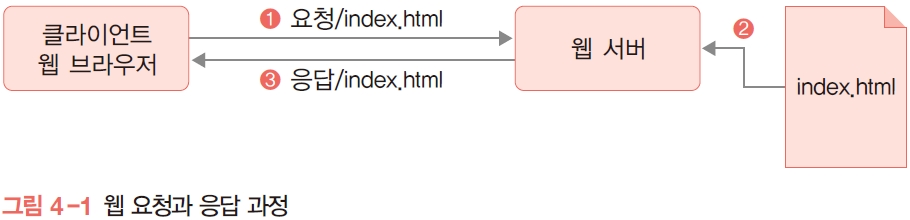 클라이언트
웹 브라우저
❶ 요청/index.html
❸ 응답/index.html
웹 서버
❷
index.html
그림 4-1 웹 요청과 응답 과정